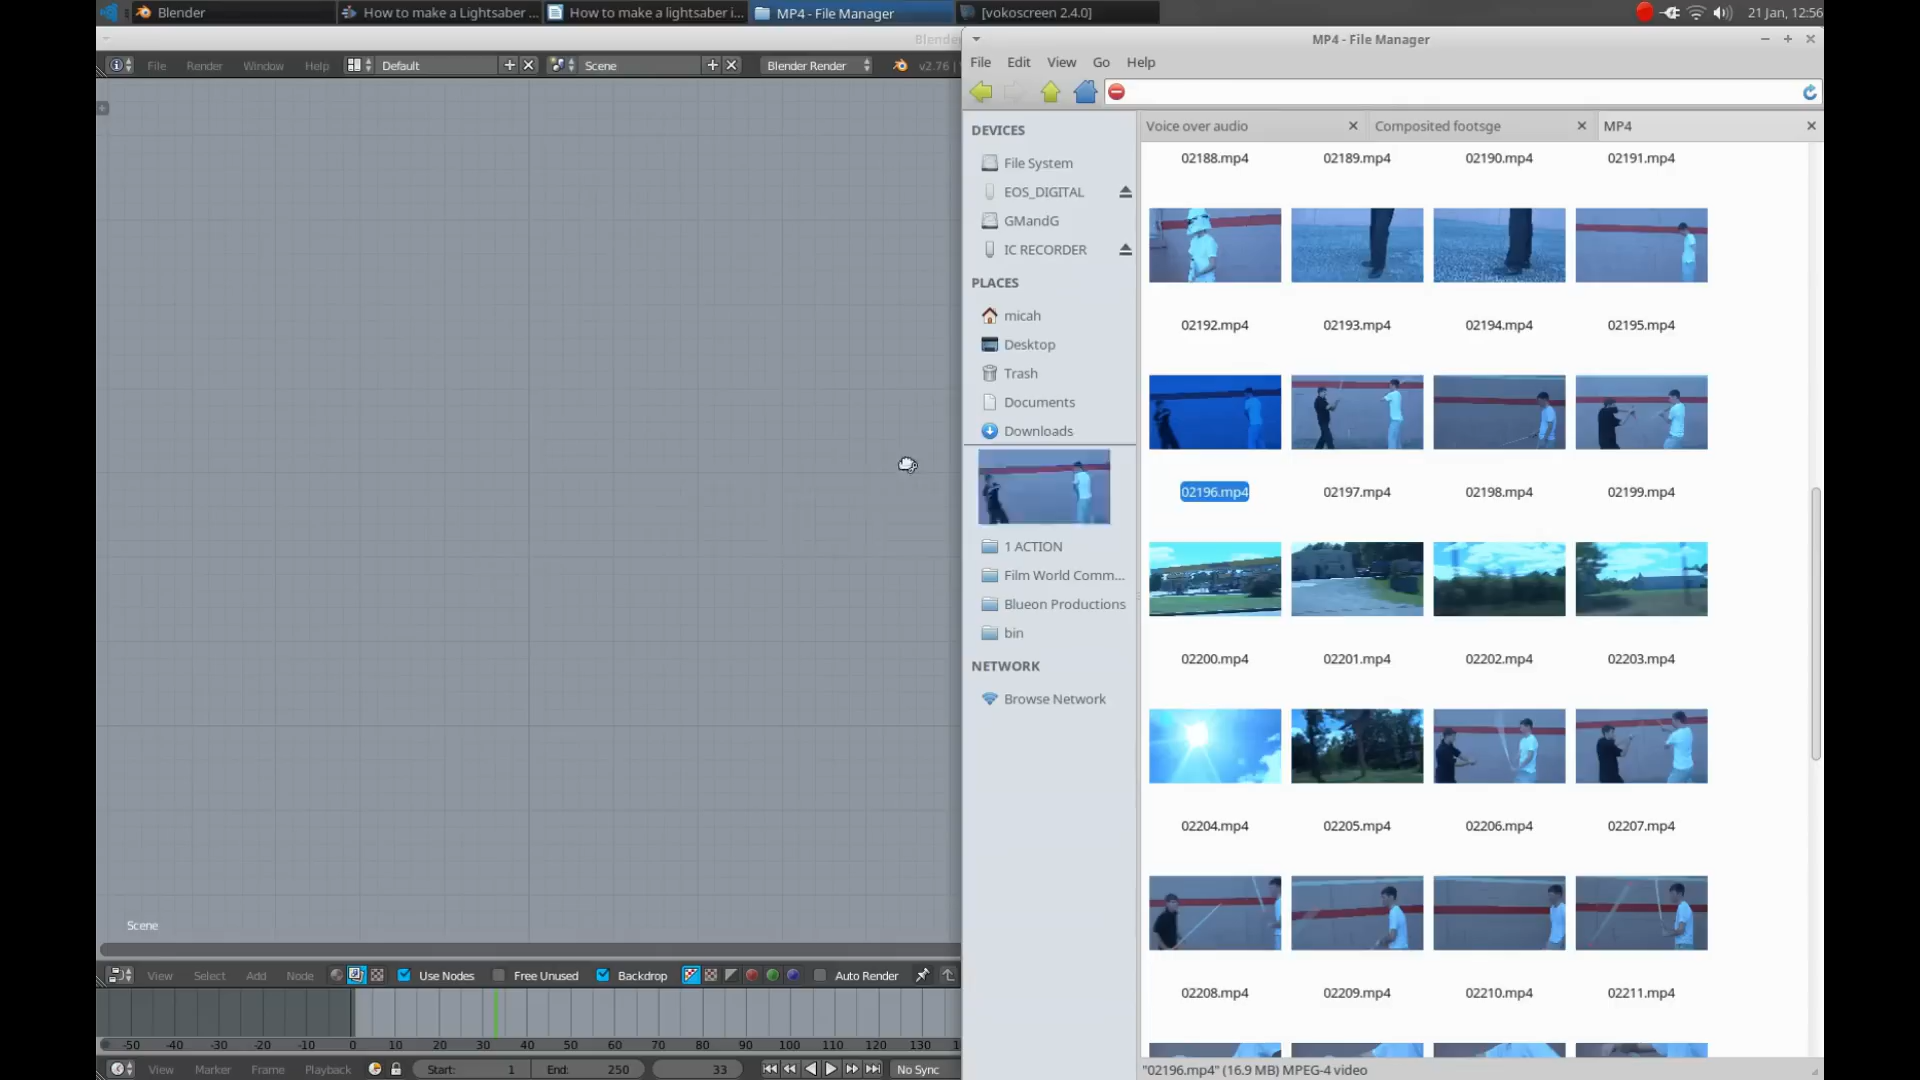 Blender
How to make a Lightsaber ...
How to make a lightsaber i...
MP4 - File Manager
[vokoscreen 2.4.0]
21 Jan, 12:56
Blende
MP4 - File Manager
File Render Window Help Default Scene Blender Render v2.76
File Edit View Go Help
Voice over audio
Composited footsge
MP4
DEVICES
File System
EOS_DIGITAL
GMandG
IC RECORDER
PLACES
micah
Desktop
Trash
Documents
Downloads
1 ACTION
Film World Comm...
Blueon Productions
bin
NETWORK
Browse Network
02188.mp4 02189.mp4 02190.mp4 02191.mp4
02192.mp4 02193.mp4 02194.mp4 02195.mp4
02196.mp4 02197.mp4 02198.mp4 02199.mp4
02200.mp4 02201.mp4 02202.mp4 02203.mp4
02204.mp4 02205.mp4 02206.mp4 02207.mp4
02208.mp4 02209.mp4 02210.mp4 02211.mp4
"02196.mp4" (16.9 MB) MPEG-4 video
Scene
View Select Add Node Use Nodes Free Unused Backdrop Auto Render
-50 -40 -30 -20 -10 0 10 20 30 40 50 60 70 80 90 100 110 120 130
View Marker Frame Playback Start: 1 End: 250 33 No Sync